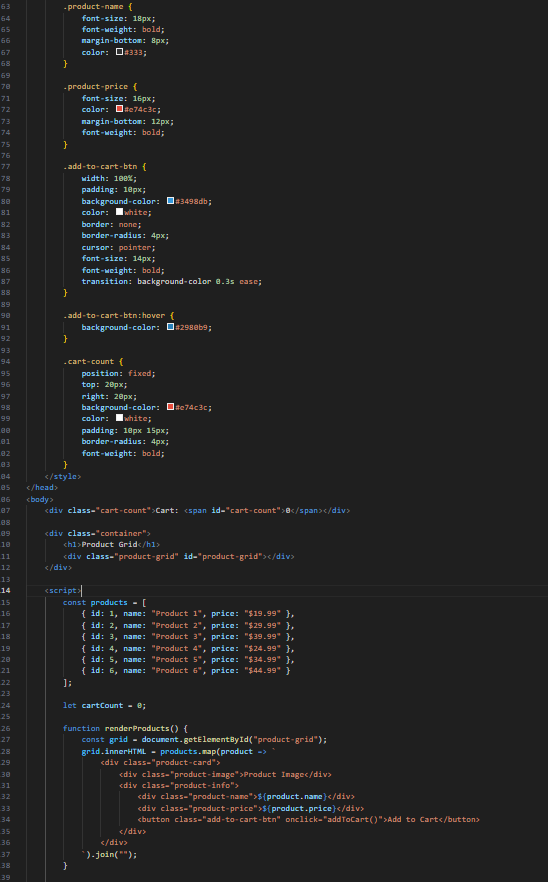 63 .product-name {
64 font-size: 18px;
65 font-weight: bold;
66 margin-bottom: 8px;
67 color: #333;
68 }
69
70 .product-price {
71 font-size: 16px;
72 color: #e74c3c;
73 margin-bottom: 12px;
74 font-weight: bold;
75 }
76
77 .add-to-cart-btn {
78 width: 100%;
79 padding: 10px;
80 background-color: #3498db;
81 color: white;
82 border: none;
83 border-radius: 4px;
84 cursor: pointer;
85 font-size: 14px;
86 font-weight: bold;
87 transition: background-color 0.3s ease;
88 }
89
90 .add-to-cart-btn:hover {
91 background-color: #2980b9;
92 }
93
94 .cart-count {
95 position: fixed;
96 top: 20px;
97 right: 20px;
98 background-color: #e74c3c;
99 color: white;
00 padding: 10px 15px;
01 border-radius: 4px;
02 font-weight: bold;
03 }
04 </style>
05 </head>
06 <body>
07 <div class="cart-count">Cart: <span id="cart-count">0</span></div>
08
09 <div class="container">
10 <h1>Product Grid</h1>
11 <div class="product-grid" id="product-grid"></div>
12 </div>
13
14 <script>
15 const products = [
16 { id: 1, name: "Product 1", price: "$19.99" },
17 { id: 2, name: "Product 2", price: "$29.99" },
18 { id: 3, name: "Product 3", price: "$39.99" },
19 { id: 4, name: "Product 4", price: "$24.99" },
20 { id: 5, name: "Product 5", price: "$34.99" },
21 { id: 6, name: "Product 6", price: "$44.99" }
22 ];
23
24 let cartCount = 0;
25
26 function renderProducts() {
27 const grid = document.getElementById("product-grid");
28 grid.innerHTML = products.map(product => `
29 <div class="product-card">
30 <div class="product-image">Product Image</div>
31 <div class="product-info">
32 <div class="product-name">${product.name}</div>
33 <div class="product-price">${product.price}</div>
34 <button class="add-to-cart-btn" onclick="addToCart()">Add to Cart</button>
35 </div>
36 </div>
37 `).join("");
38 }
39